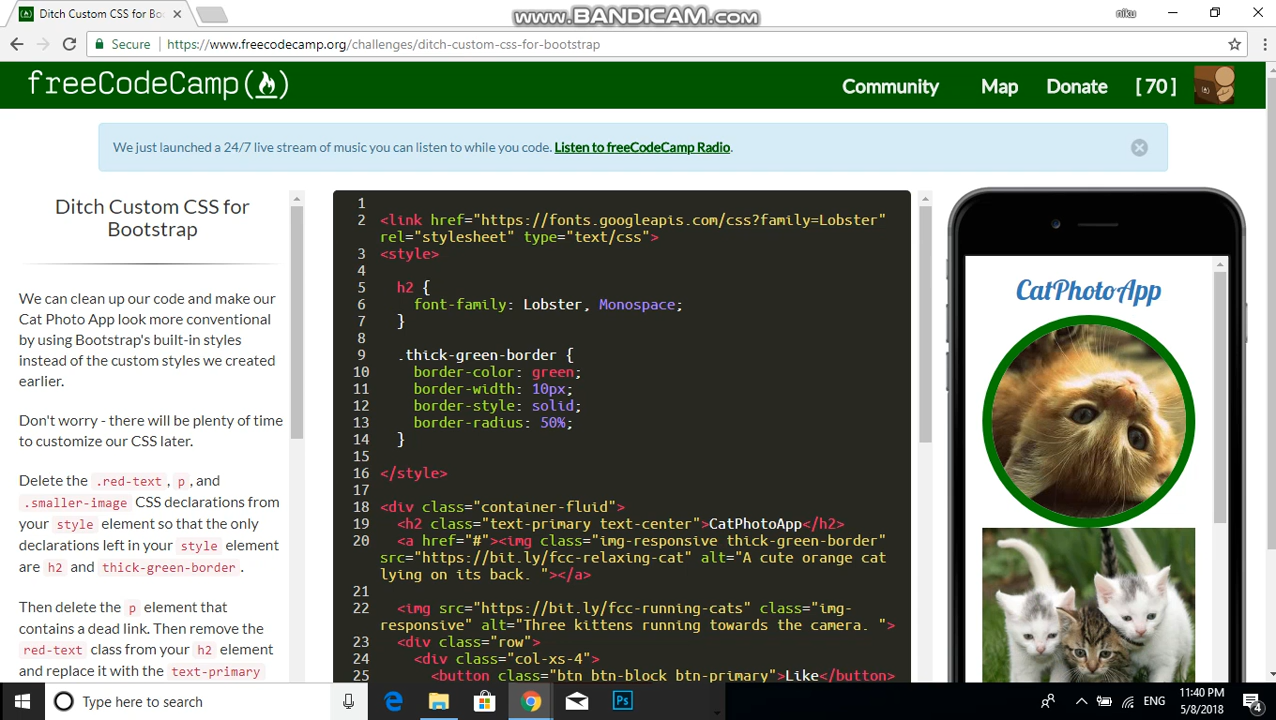 Ditch Custom CSS for Bo
www.BANDICAM.com
niku
Secure https://www.freecodecamp.org/challenges/ditch-custom-css-for-bootstrap
freeCodeCamp
Community Map Donate [ 70 ]
We just launched a 24/7 live stream of music you can listen to while you code. Listen to freeCodeCamp Radio.
Ditch Custom CSS for
Bootstrap
We can clean up our code and make our
Cat Photo App look more conventional
by using Bootstrap's built-in styles
instead of the custom styles we created
earlier.
Don't worry - there will be plenty of time
to customize our CSS later.
Delete the .red-text, p, and
.smaller-image CSS declarations from
your style element so that the only
declarations left in your style element
are h2 and thick-green-border.
Then delete the p element that
contains a dead link. Then remove the
red-text class from your h2 element
and replace it with the text-primary
1
2 <link href="https://fonts.googleapis.com/css?family=Lobster"
rel="stylesheet" type="text/css">
3 <style>
4
5 h2 {
6 font-family: Lobster, Monospace;
7 }
8
9 .thick-green-border {
10 border-color: green;
11 border-width: 10px;
12 border-style: solid;
13 border-radius: 50%;
14 }
15
16 </style>
17
18 <div class="container-fluid">
19 <h2 class="text-primary text-center">CatPhotoApp</h2>
20 <a href="#"><img class="img-responsive thick-green-border"
src="https://bit.ly/fcc-relaxing-cat" alt="A cute orange cat
lying on its back. "></a>
21
22 <img src="https://bit.ly/fcc-running-cats" class="img-
responsive" alt="Three kittens running towards the camera. ">
23 <div class="row">
24 <div class="col-xs-4">
25 <button class="btn btn-block btn-primary">Like</button>
CatPhotoApp
Type here to search
Ps
ENG
11:40 PM
5/8/2018
4